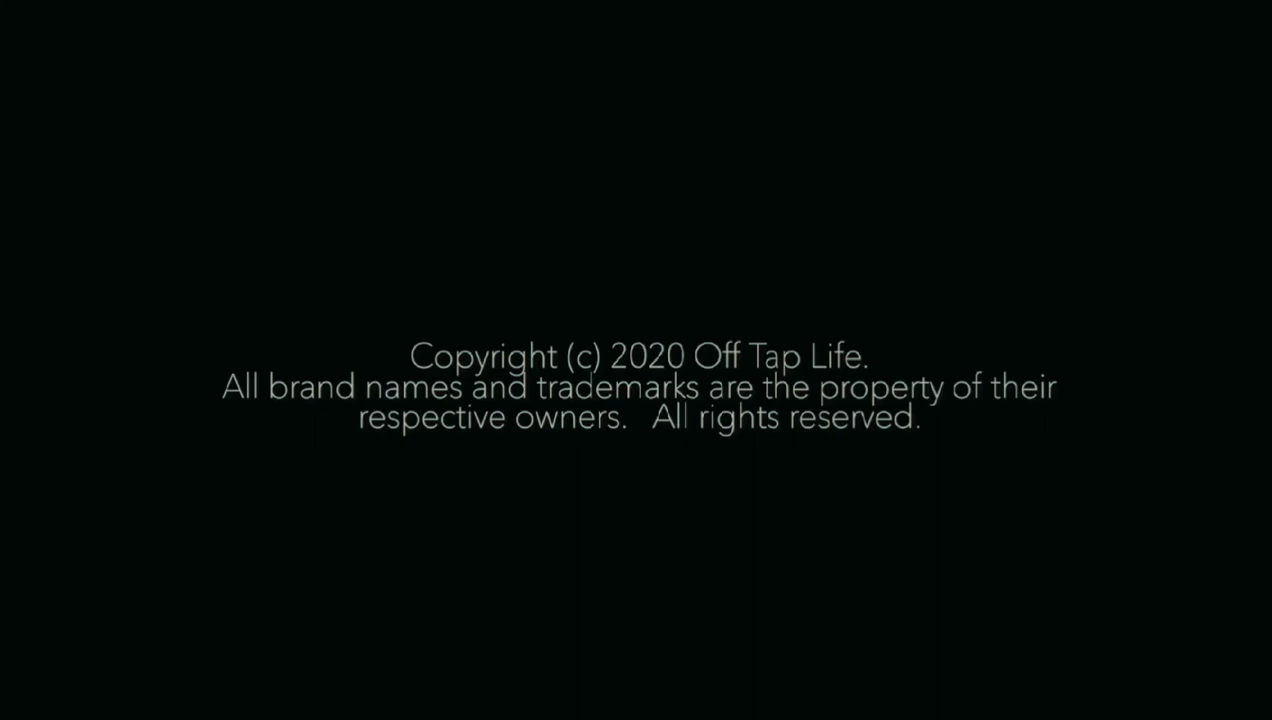 Copyright (c) 2020 Off Tap Life.
All brand names and trademarks are the property of their
respective owners.   All rights reserved.